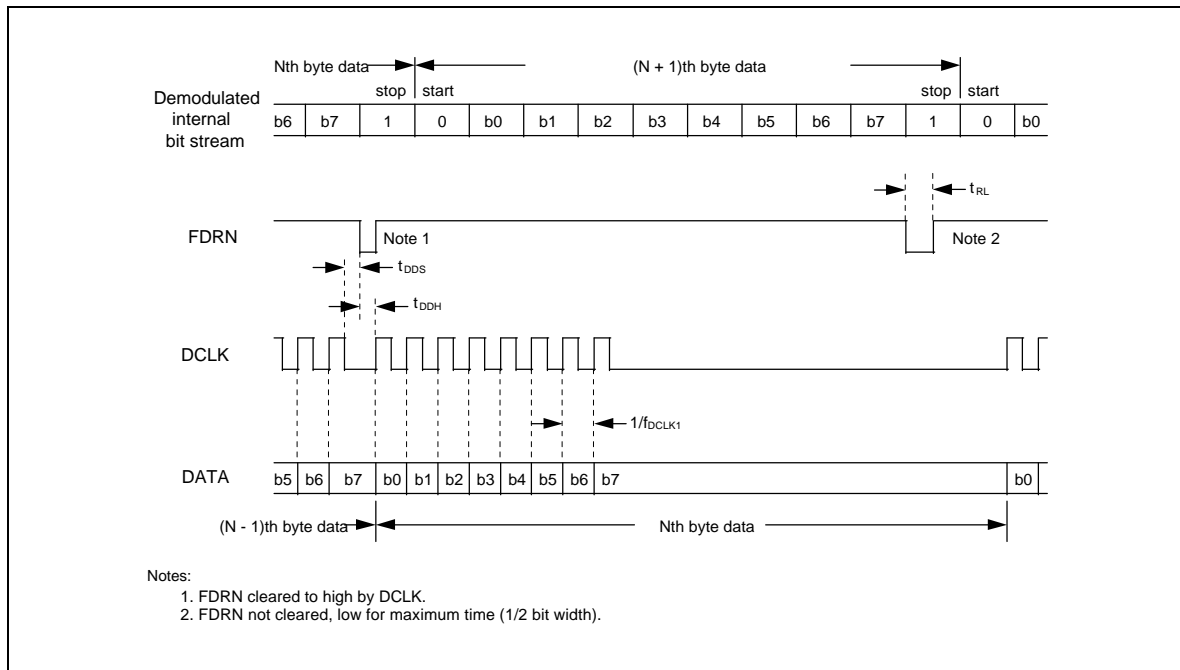 Nth byte data
(N + 1)th byte data
stop start
stop start
Demodulated
internal
bit stream
b6 b7 1 0 b0 b1 b2 b3 b4 b5 b6 b7 1 0 b0
tRL
FDRN
Note 1
Note 2
tDDS
tDDH
DCLK
1/fDCLK1
DATA
b5 b6 b7 b0 b1 b2 b3 b4 b5 b6 b7 b0
(N - 1)th byte data
Nth byte data
Notes:
1. FDRN cleared to high by DCLK.
2. FDRN not cleared, low for maximum time (1/2 bit width).